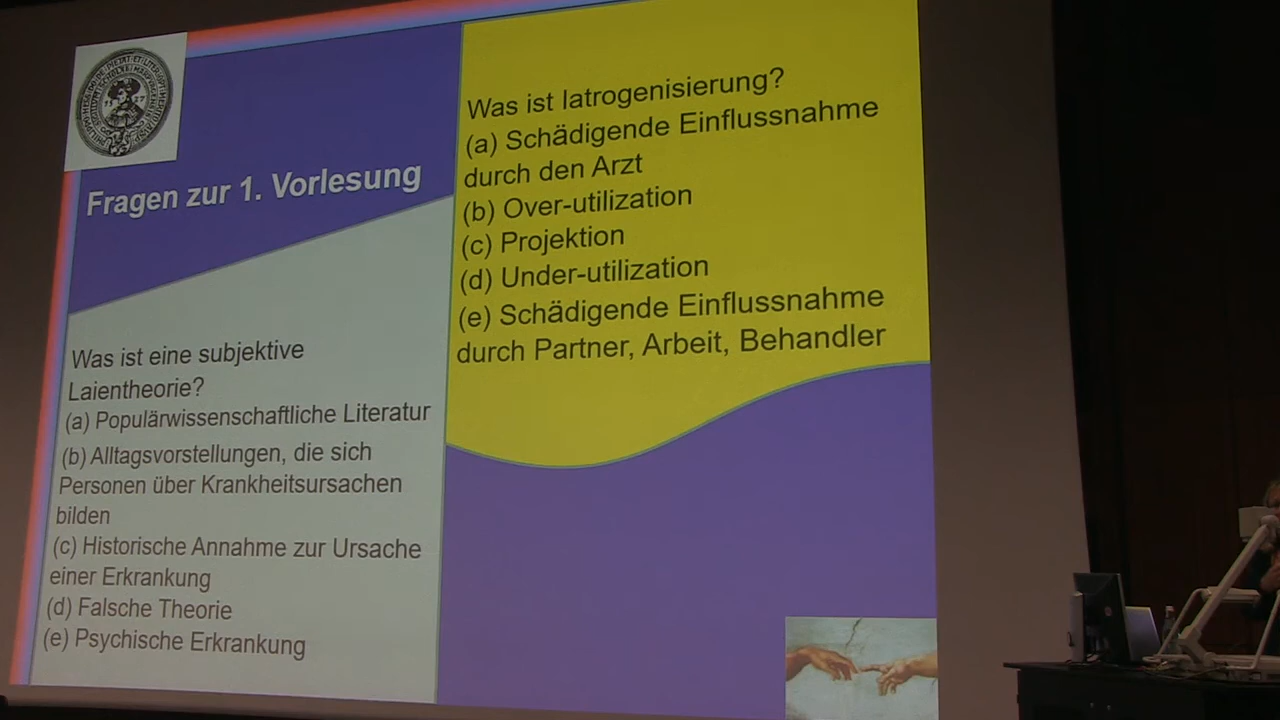 Fragen zur 1. Vorlesung
Was ist eine subjektive
Laientheorie?
(a) Populärwissenschaftliche Literatur
(b) Alltagsvorstellungen, die sich
Personen über Krankheitsursachen
bilden
(c) Historische Annahme zur Ursache
einer Erkrankung
(d) Falsche Theorie
(e) Psychische Erkrankung
Was ist Iatrogenisierung?
(a) Schädigende Einflussnahme
durch den Arzt
(b) Over-utilization
(c) Projektion
(d) Under-utilization
(e) Schädigende Einflussnahme
durch Partner, Arbeit, Behandler